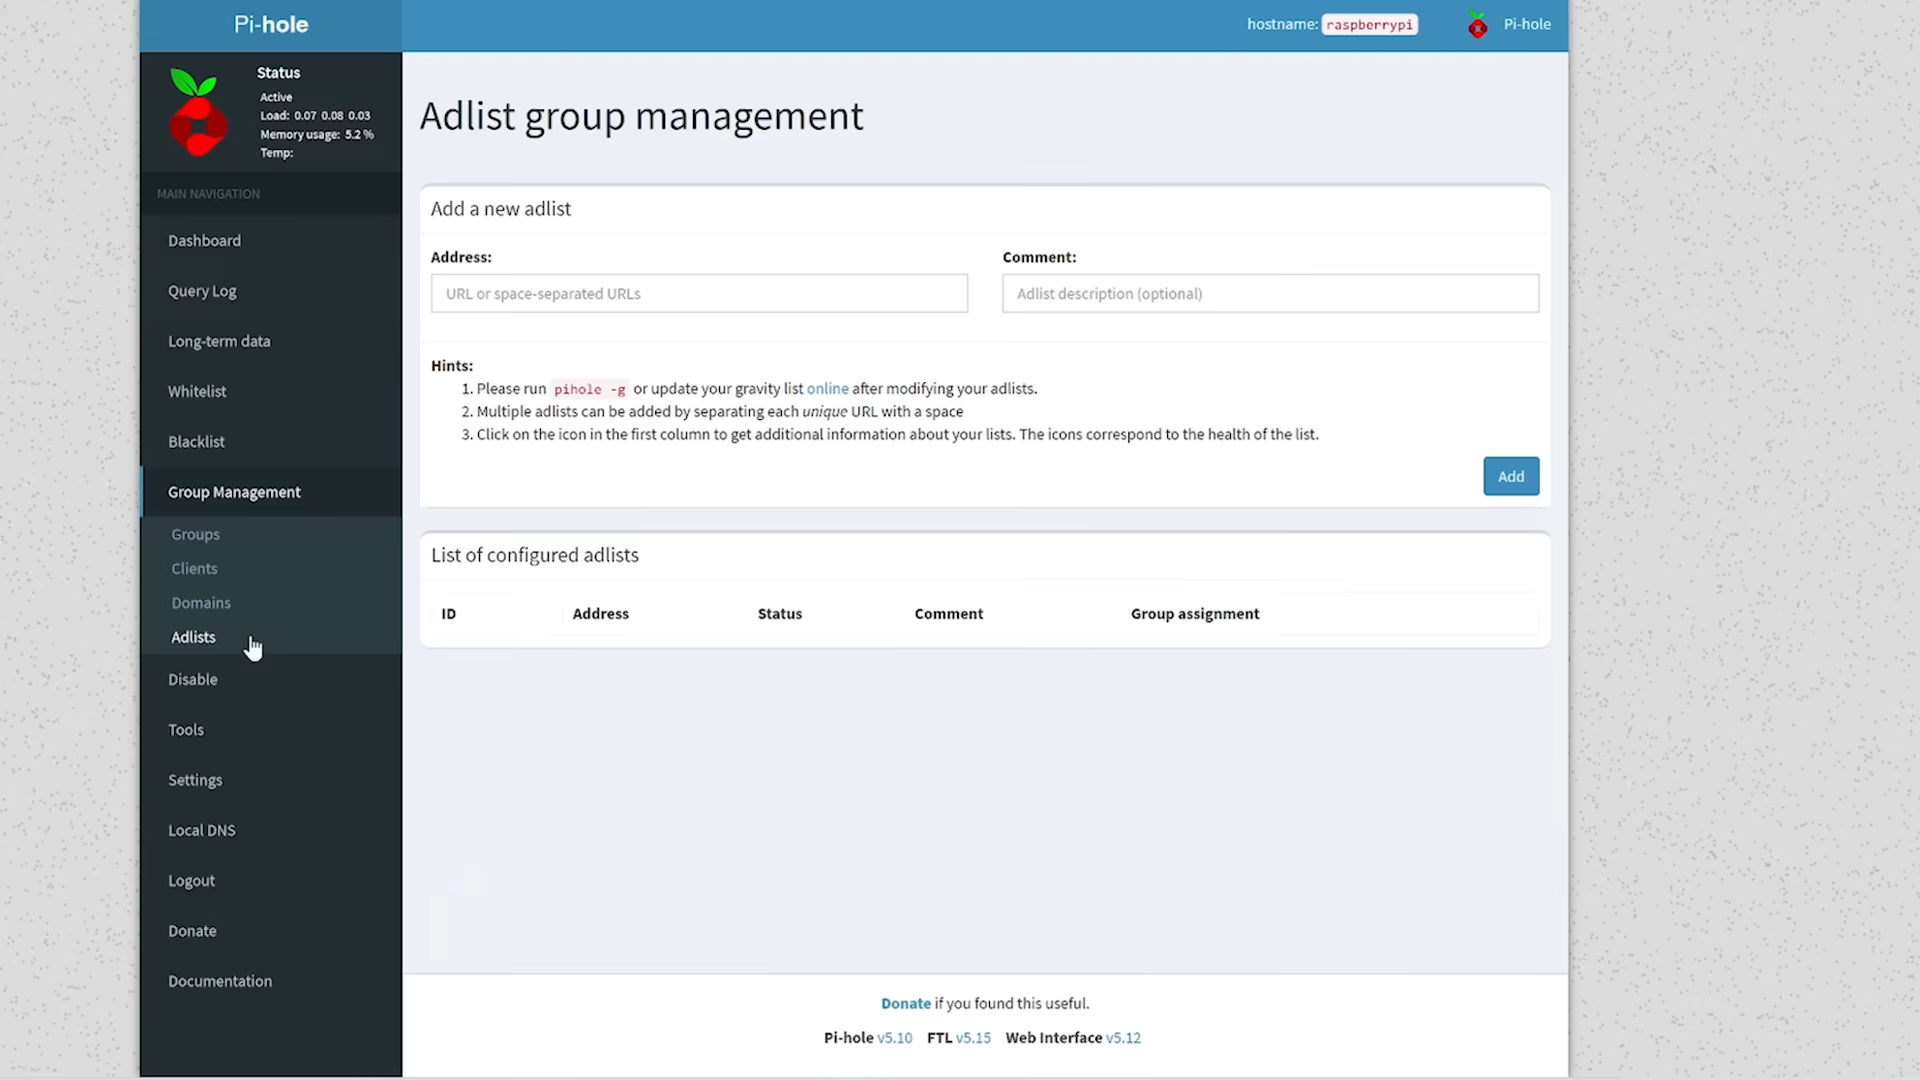 Pi-hole
hostname: raspberrypi
Pi-hole
Status
Active
Load: 0.07 0.08 0.03
Memory usage: 5.2 %
Temp:
MAIN NAVIGATION
Dashboard
Query Log
Long-term data
Whitelist
Blacklist
Group Management
Groups
Clients
Domains
Adlists
Disable
Tools
Settings
Local DNS
Logout
Donate
Documentation
Adlist group management
Add a new adlist
Address:
Comment:
URL or space-separated URLs
Adlist description (optional)
Hints:
1. Please run pihole -g or update your gravity list online after modifying your adlists.
2. Multiple adlists can be added by separating each unique URL with a space
3. Click on the icon in the first column to get additional information about your lists. The icons correspond to the health of the list.
Add
List of configured adlists
ID Address Status Comment Group assignment
Donate if you found this useful.
Pi-hole v5.10 FTL v5.15 Web Interface v5.12